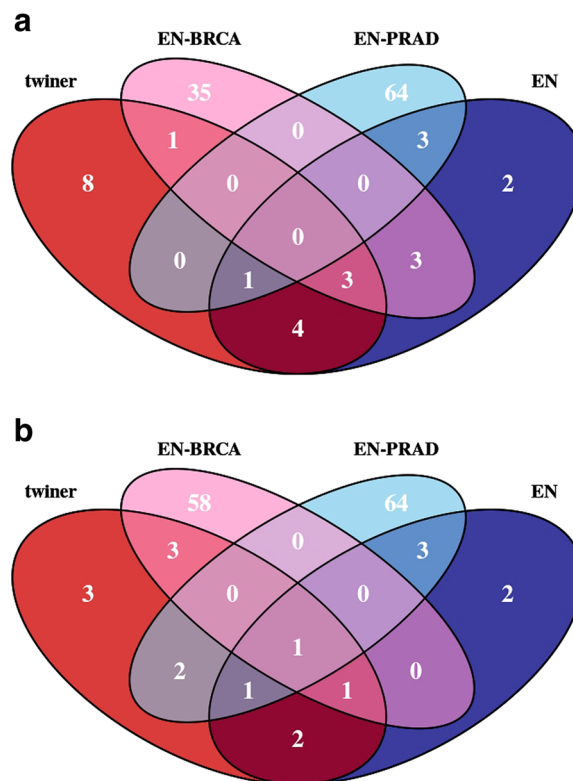 a
EN-BRCA EN-PRAD
twiner EN
35 64
1 0 3
8 0 0 2
0 0 3
1 3
4
b
EN-BRCA EN-PRAD
twiner EN
58 64
3 0 3
3 0 0 2
1
2 1 1 0
2